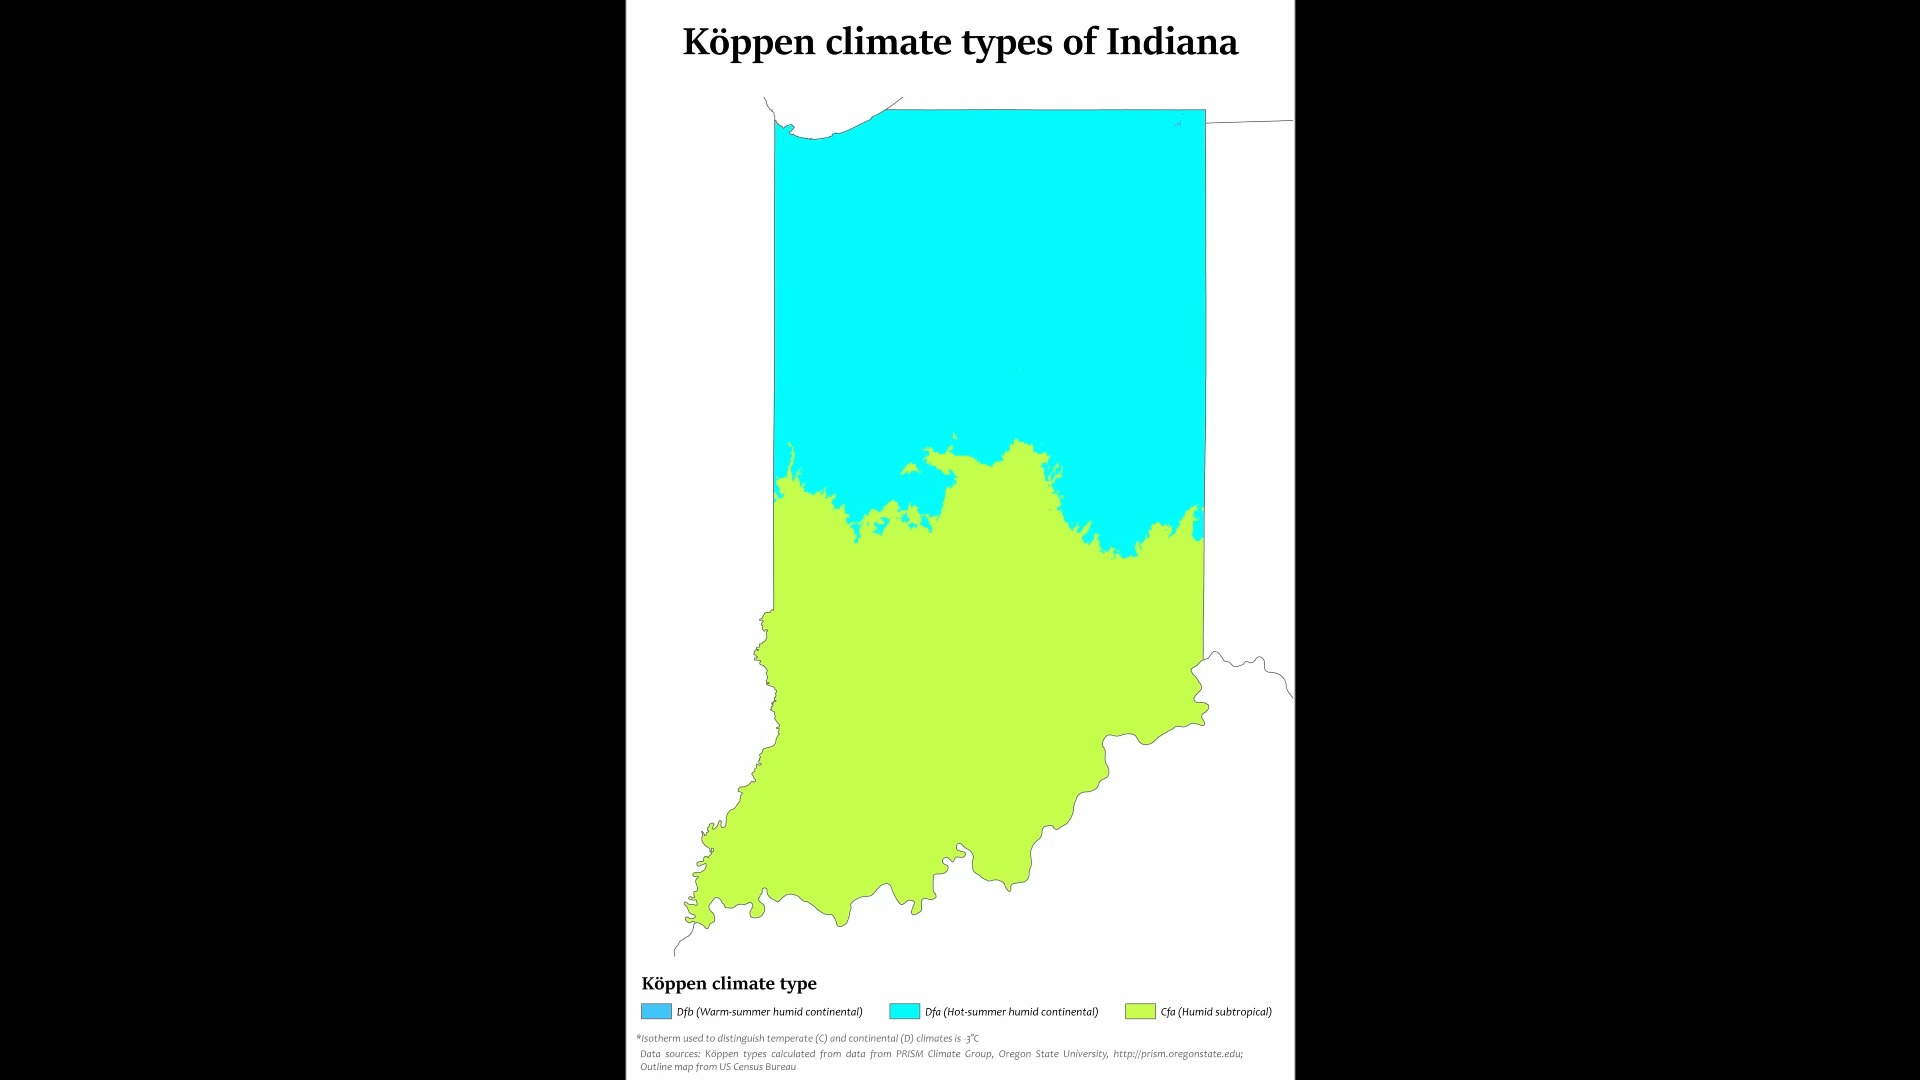 Köppen climate types of Indiana
Köppen climate type
Dfb (Warm-summer humid continental)
Dfa (Hot-summer humid continental)
Cfa (Humid subtropical)
*Isotherm used to distinguish temperate (C) and continental (D) climates is -3°C
Data sources: Köppen types calculated from data from PRISM Climate Group, Oregon State University, http://prism.oregonstate.edu;
Outline map from US Census Bureau